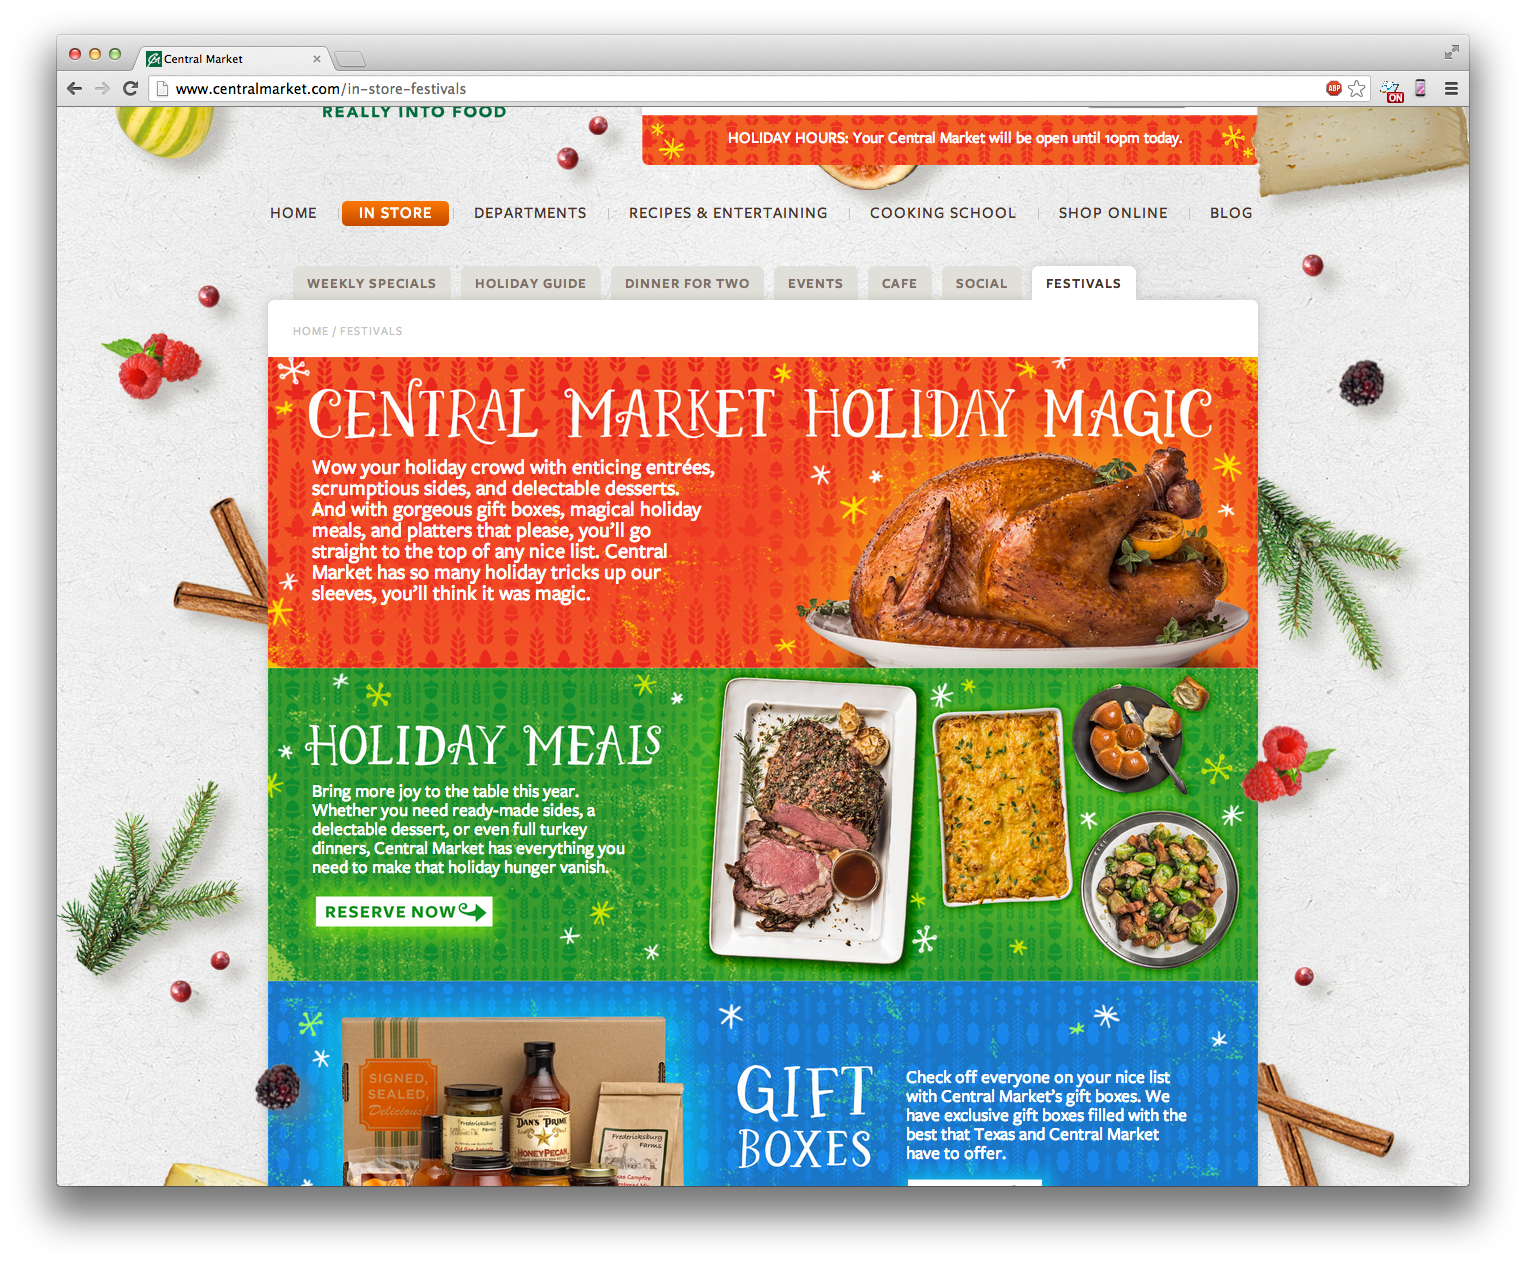 Central Market
www.centralmarket.com/in-store-festivals
ABP
ON
REALLY INTO FOOD
HOLIDAY HOURS: Your Central Market will be open until 10pm today.
HOME
IN STORE
DEPARTMENTS
RECIPES & ENTERTAINING
COOKING SCHOOL
SHOP ONLINE
BLOG
WEEKLY SPECIALS
HOLIDAY GUIDE
DINNER FOR TWO
EVENTS
CAFE
SOCIAL
FESTIVALS
HOME / FESTIVALS
CENTRAL MARKET HOLIDAY MAGIC
Wow your holiday crowd with enticing entrées,
scrumptious sides, and delectable desserts.
And with gorgeous gift boxes, magical holiday
meals, and platters that please, you'll go
straight to the top of any nice list. Central
Market has so many holiday tricks up our
sleeves, you'll think it was magic.
HOLIDAY MEALS
Bring more joy to the table this year.
Whether you need ready-made sides, a
delectable dessert, or even full turkey
dinners, Central Market has everything you
need to make that holiday hunger vanish.
RESERVE NOW
SIGNED,
SEALED,
Delicious!
Fredericksburg
Farms
DAN'S PRIME
HONEYPECAN
Fredericksburg
Farms
GIFT
BOXES
Check off everyone on your nice list
with Central Market's gift boxes. We
have exclusive gift boxes filled with the
best that Texas and Central Market
have to offer.